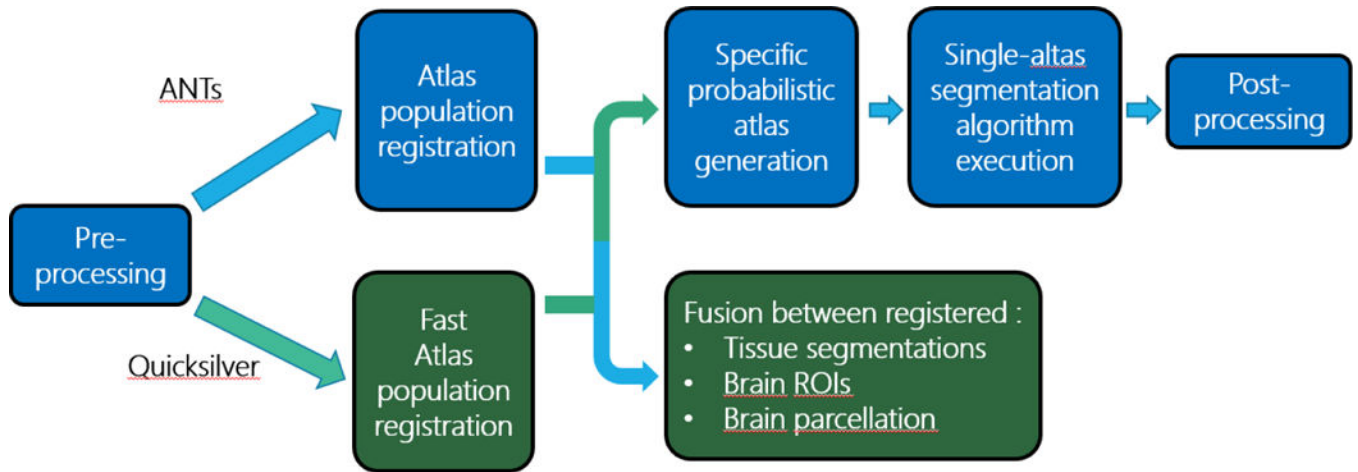 ANTs
Pre-
processing
Quicksilver
Atlas
population
registration
Fast
Atlas
population
registration
Specific
probabilistic
atlas
generation
Single-altas
segmentation
algorithm
execution
Post-
processing
Fusion between registered :
• Tissue segmentations
• Brain ROIs
• Brain parcellation